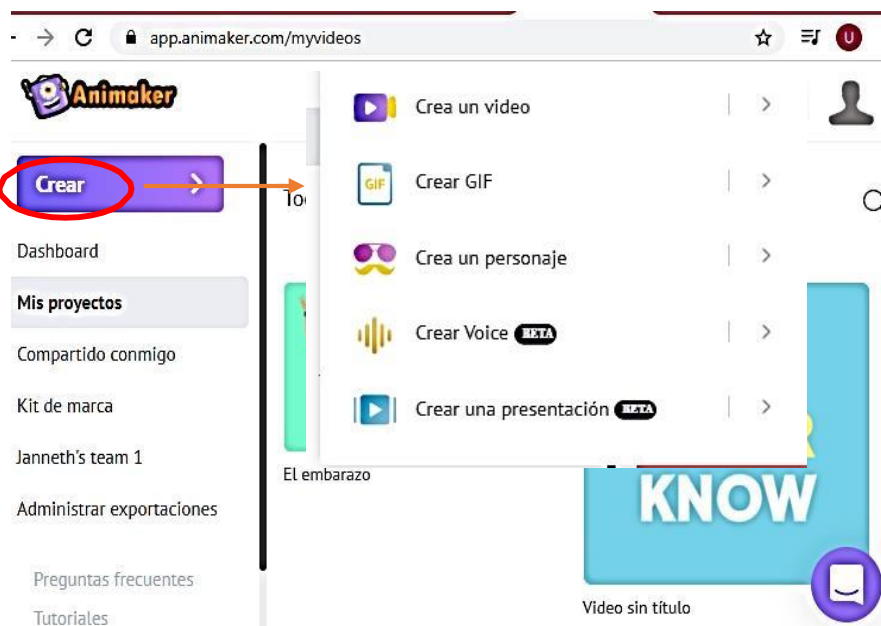 app.animaker.com/myvideos
U
Animaker
Crear
Crea un video
GIF
Crear GIF
Crea un personaje
Crear Voice BETA
Crear una presentación BETA
Dashboard
Mis proyectos
Compartido conmigo
Kit de marca
Janneth's team 1
Administrar exportaciones
Preguntas frecuentes
Tutoriales
El embarazo
KNOW
Video sin título